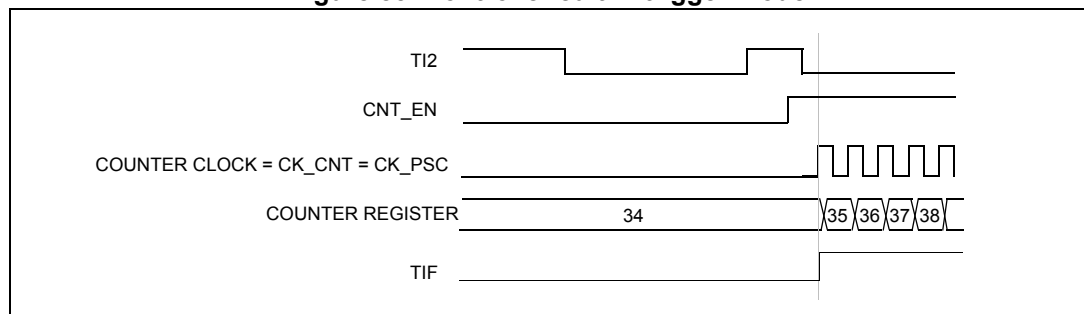 TI2
CNT_EN
COUNTER CLOCK = CK_CNT = CK_PSC
COUNTER REGISTER 34 35 36 37 38
TIF